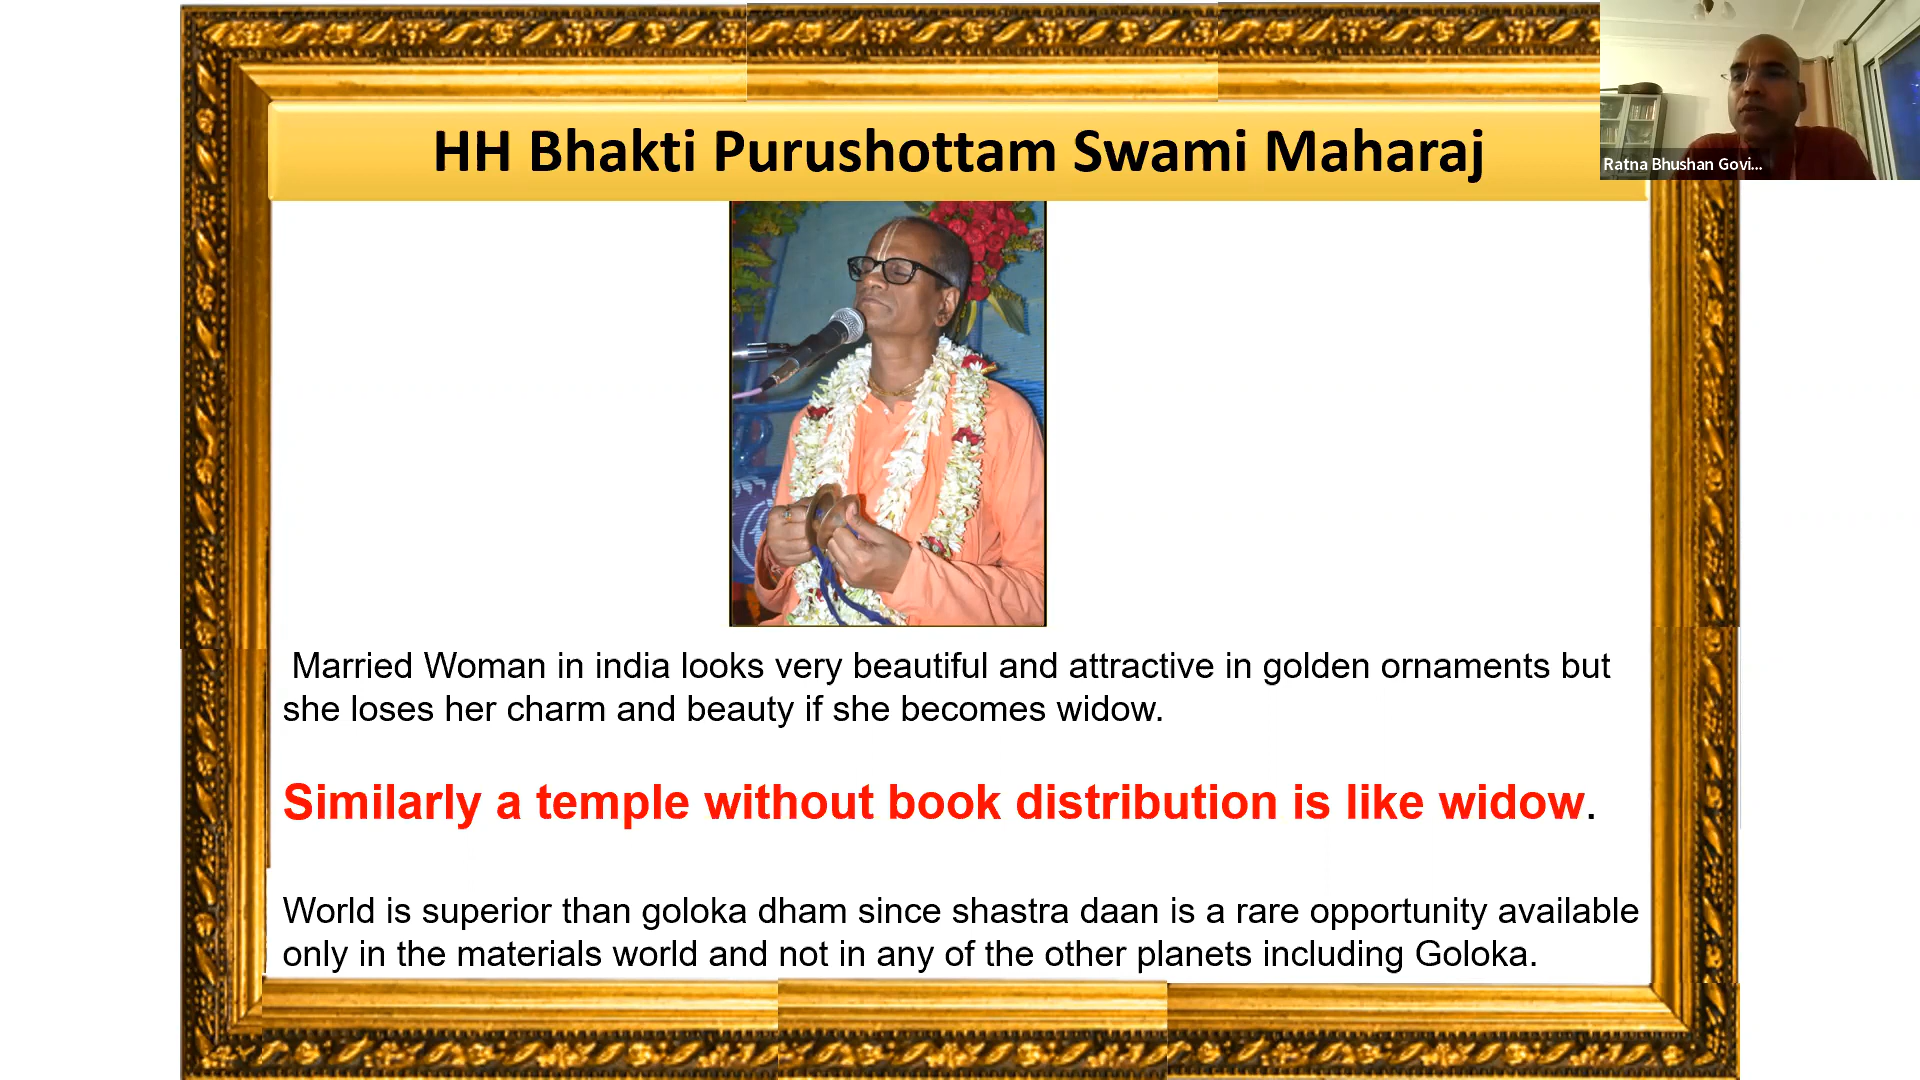 HH Bhakti Purushottam Swami Maharaj
Ratna Bhushan Govi...
Married Woman in india looks very beautiful and attractive in golden ornaments but
she loses her charm and beauty if she becomes widow.
Similarly a temple without book distribution is like widow.
World is superior than goloka dham since shastra daan is a rare opportunity available
only in the materials world and not in any of the other planets including Goloka.